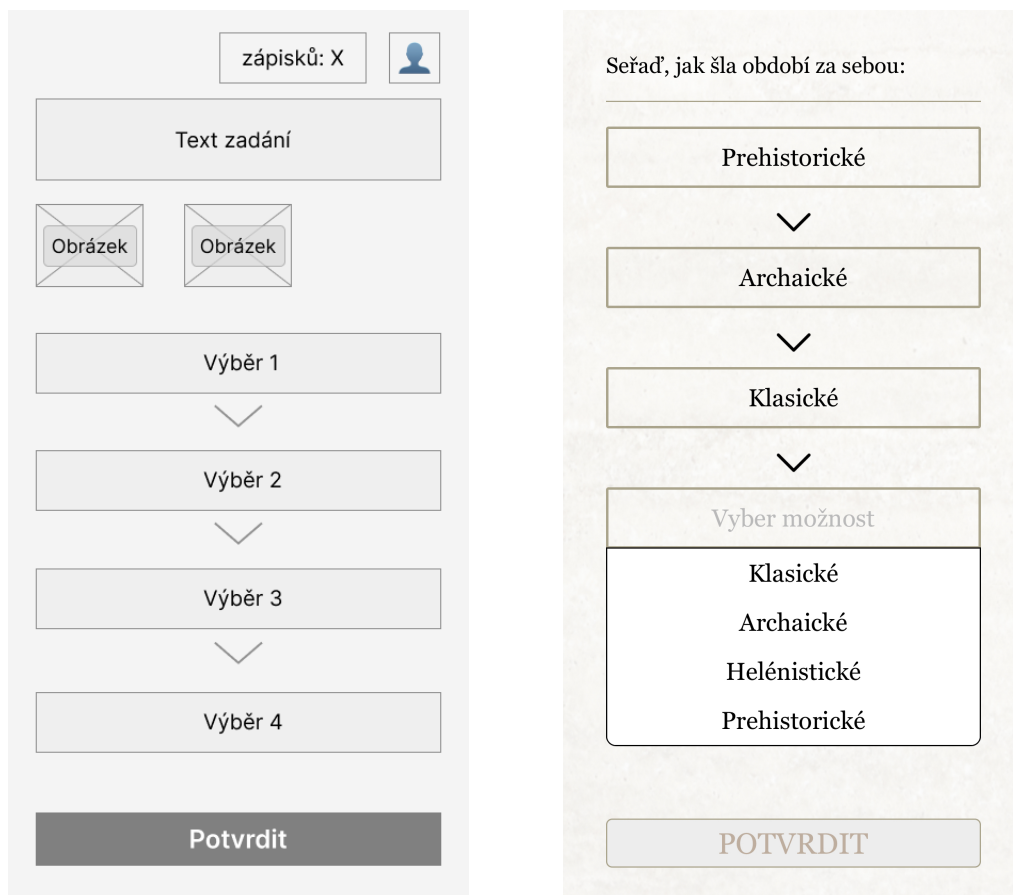 zápisků: X
Text zadání
Obrázek Obrázek
Výběr 1
Výběr 2
Výběr 3
Výběr 4
Potvrdit
Seřaď, jak šla období za sebou:
Prehistorické
Archaické
Klasické
Vyber možnost
Klasické
Archaické
Helénistické
Prehistorické
POTVRDIT